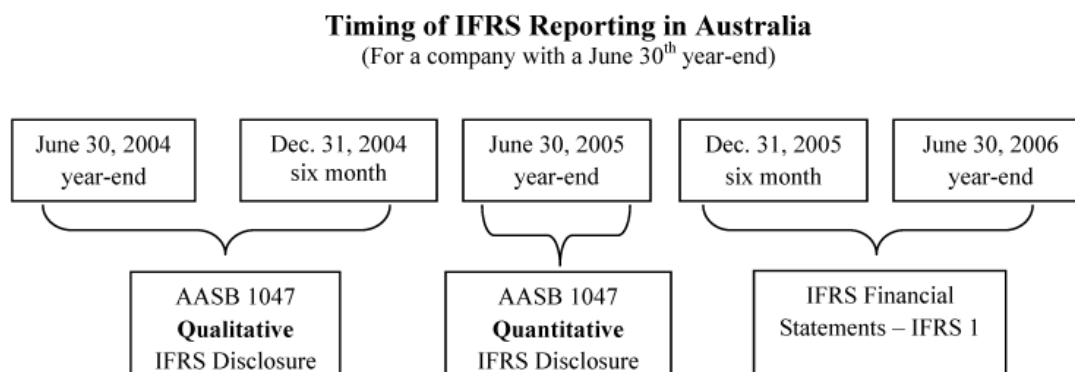 Timing of IFRS Reporting in Australia
(For a company with a June 30th year-end)
June 30, 2004
year-end
Dec. 31, 2004
six month
June 30, 2005
year-end
Dec. 31, 2005
six month
June 30, 2006
year-end
AASB 1047
Qualitative
IFRS Disclosure
AASB 1047
Quantitative
IFRS Disclosure
IFRS Financial
Statements – IFRS 1